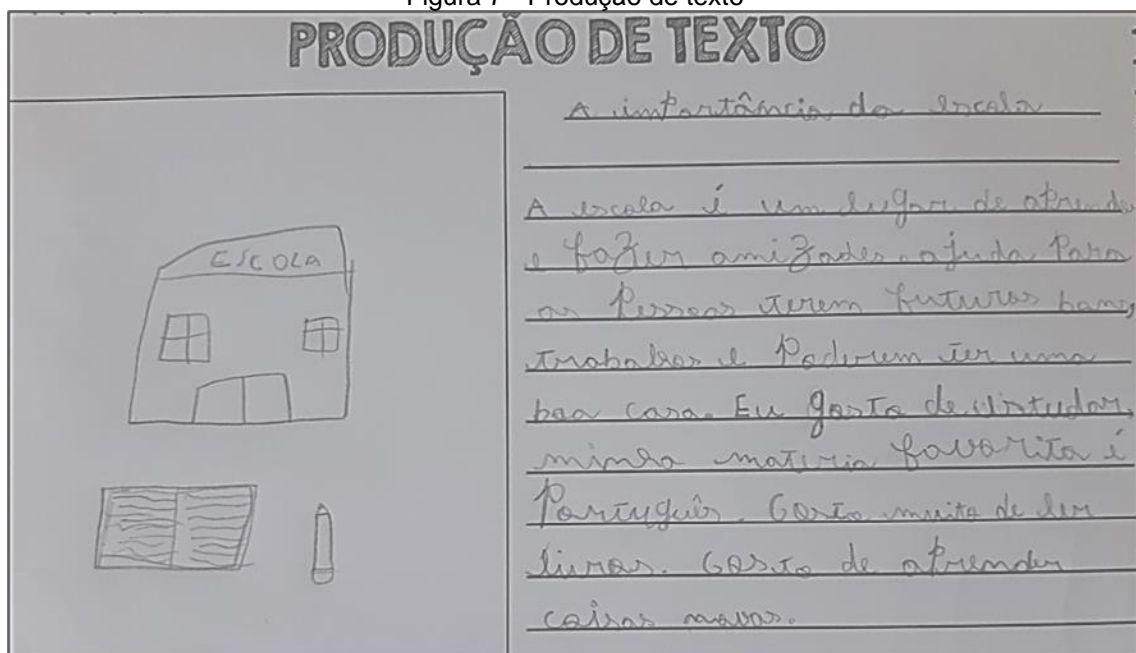 Figura 7 - Produção de texto
PRODUÇÃO DE TEXTO
A importância da escola
ESCOLA
A escola é um lugar de aprende
e fazer amizades. ajuda Para
as Pessoas terem futuros bons,
trabalhos e Poderem ter uma
boa casa. Eu gosto de estudar,
minha materia favorita é
Português. Gosto muito de ler
livros. Gosto de aprender
coisas novas.